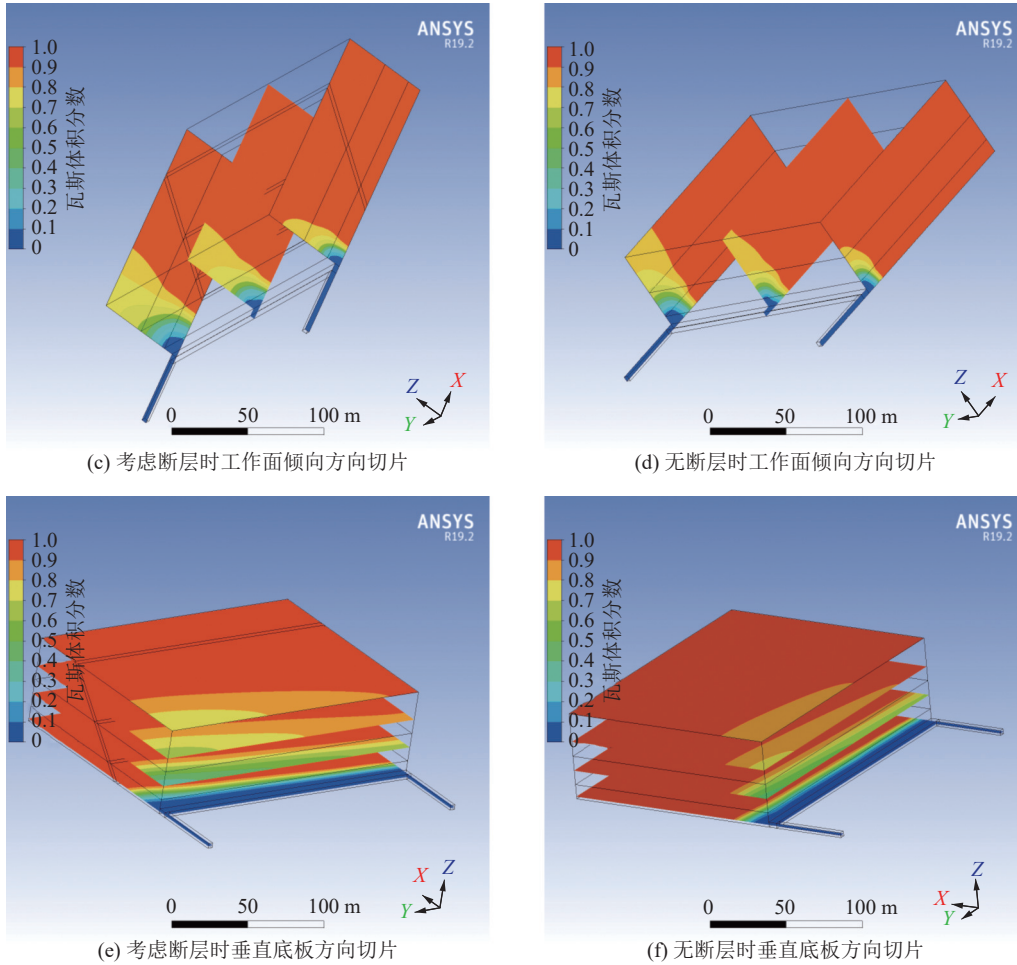 ANSYS
R19.2
1.0
0.9
0.8
0.7
0.6
0.5
0.4
0.3
0.2
0.1
0
瓦斯体积分数
Z
X
Y
0 50 100 m
(c) 考虑断层时工作面倾向方向切片
ANSYS
R19.2
1.0
0.9
0.8
0.7
0.6
0.5
0.4
0.3
0.2
0.1
0
瓦斯体积分数
Z
X
Y
0 50 100 m
(d) 无断层时工作面倾向方向切片
ANSYS
R19.2
1.0
0.9
0.8
0.7
0.6
0.5
0.4
0.3
0.2
0.1
0
瓦斯体积分数
Z
X
Y
0 50 100 m
(e) 考虑断层时垂直底板方向切片
ANSYS
R19.2
1.0
0.9
0.8
0.7
0.6
0.5
0.4
0.3
0.2
0.1
0
瓦斯体积分数
Z
X
Y
0 50 100 m
(f) 无断层时垂直底板方向切片